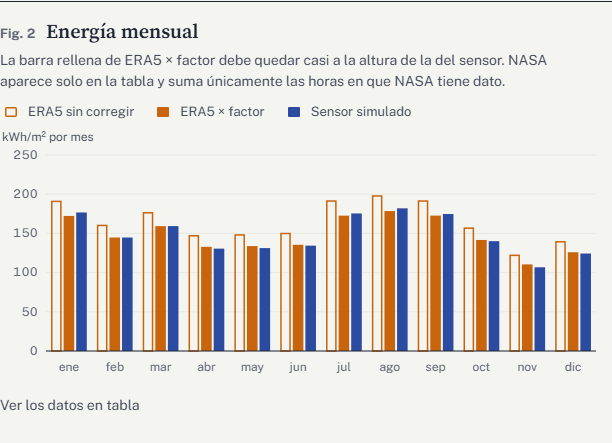 Fig. 2 Energía mensual
La barra rellena de ERA5 × factor debe quedar casi a la altura de la del sensor. NASA
aparece solo en la tabla y suma únicamente las horas en que NASA tiene dato.
ERA5 sin corregir ERA5 × factor Sensor simulado
kWh/m² por mes
250
200
150
100
50
0
ene feb mar abr may jun jul ago sep oct nov dic
Ver los datos en tabla